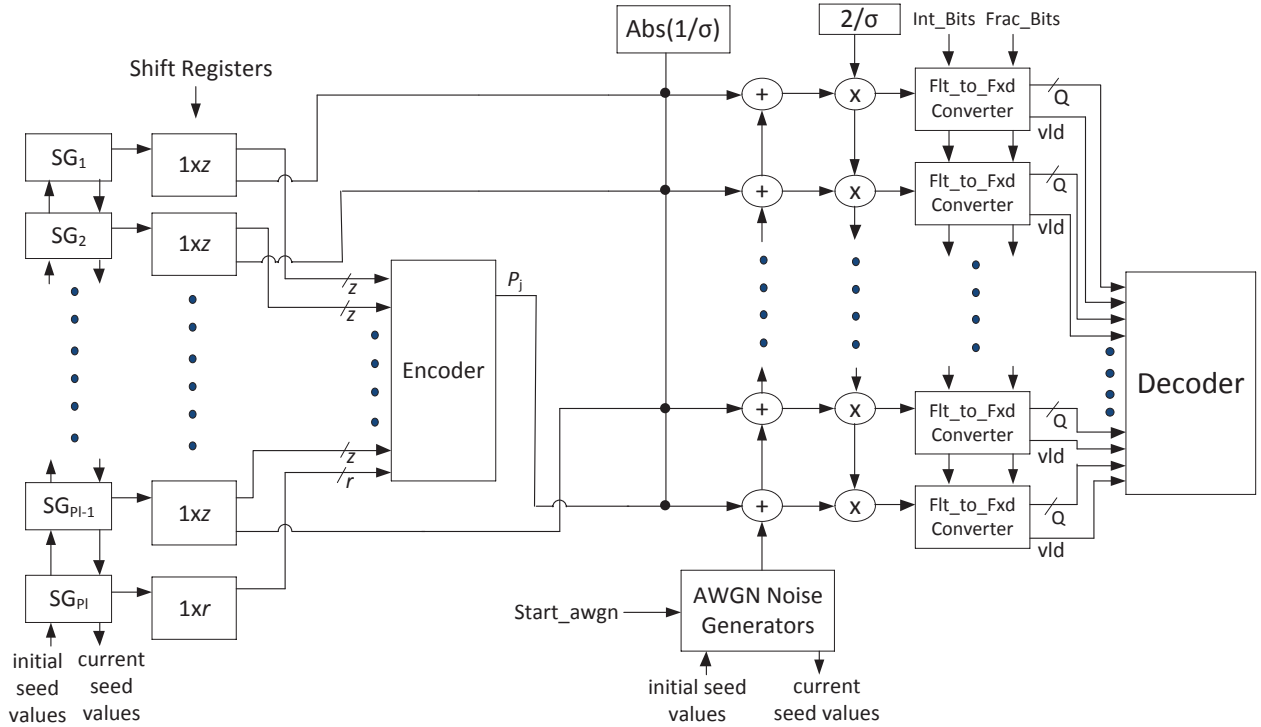 Abs(1/σ)
2/σ
Int_Bits
Frac_Bits
Shift Registers
SG1
1xz
+
x
Flt_to_Fxd
Converter
Q
vld
SG2
1xz
+
x
Flt_to_Fxd
Converter
Q
vld
z
z
Encoder
Pj
Decoder
z
r
+
x
Flt_to_Fxd
Converter
Q
vld
SGPl-1
1xz
+
x
Flt_to_Fxd
Converter
Q
vld
SGPl
1xr
Start_awgn
AWGN Noise
Generators
initial
seed
values
current
seed
values
initial seed
values
current
seed values